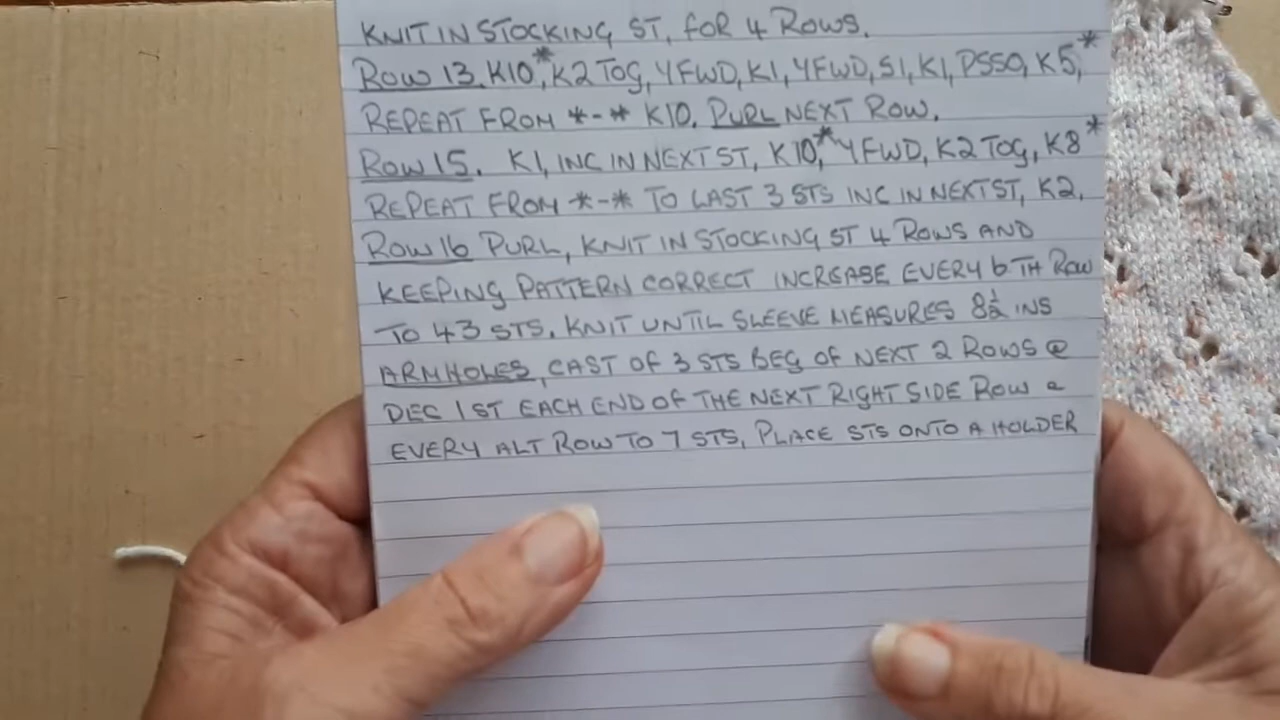 KNIT IN STOCKING ST, FOR 4 ROWS.
ROW 13. K10,* K2 TOG, YFWD, K1, YFWD, S1, K1, PSSO, K5,*
REPEAT FROM *-* K10. PURL NEXT ROW.
ROW 15. K1, INC IN NEXT ST, K10,* YFWD, K2 TOG, K8*
REPEAT FROM *-* TO LAST 3 STS INC IN NEXT ST, K2.
ROW 16 PURL, KNIT IN STOCKING ST 4 ROWS AND
KEEPING PATTERN CORRECT INCREASE EVERY 6TH ROW
TO 43 STS. KNIT UNTIL SLEEVE MEASURES 8½ INS
ARMHOLES, CAST OF 3 STS BEG OF NEXT 2 ROWS @
DEC 1 ST EACH END OF THE NEXT RIGHT SIDE ROW @
EVERY ALT ROW TO 7 STS, PLACE STS ONTO A HOLDER